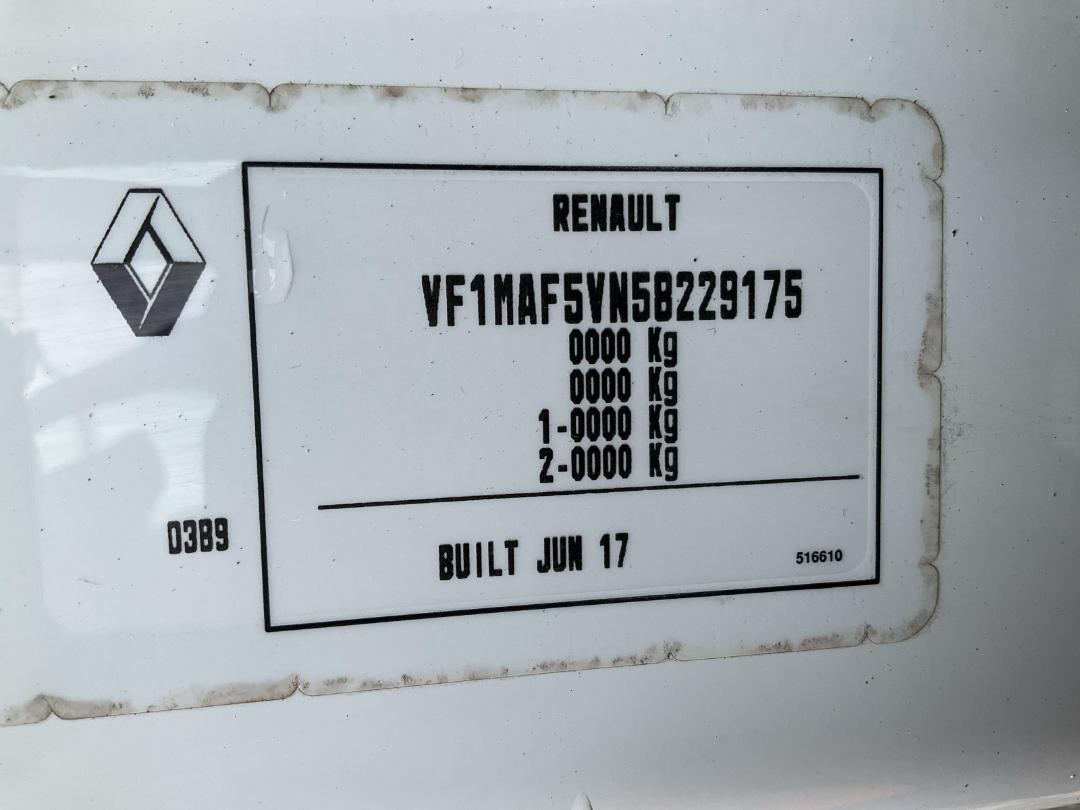 RENAULT
VF1MAF5VN58229175
0000 Kg
0000 Kg
1-0000 Kg
2-0000 Kg
0389
BUILT JUN 17
516610